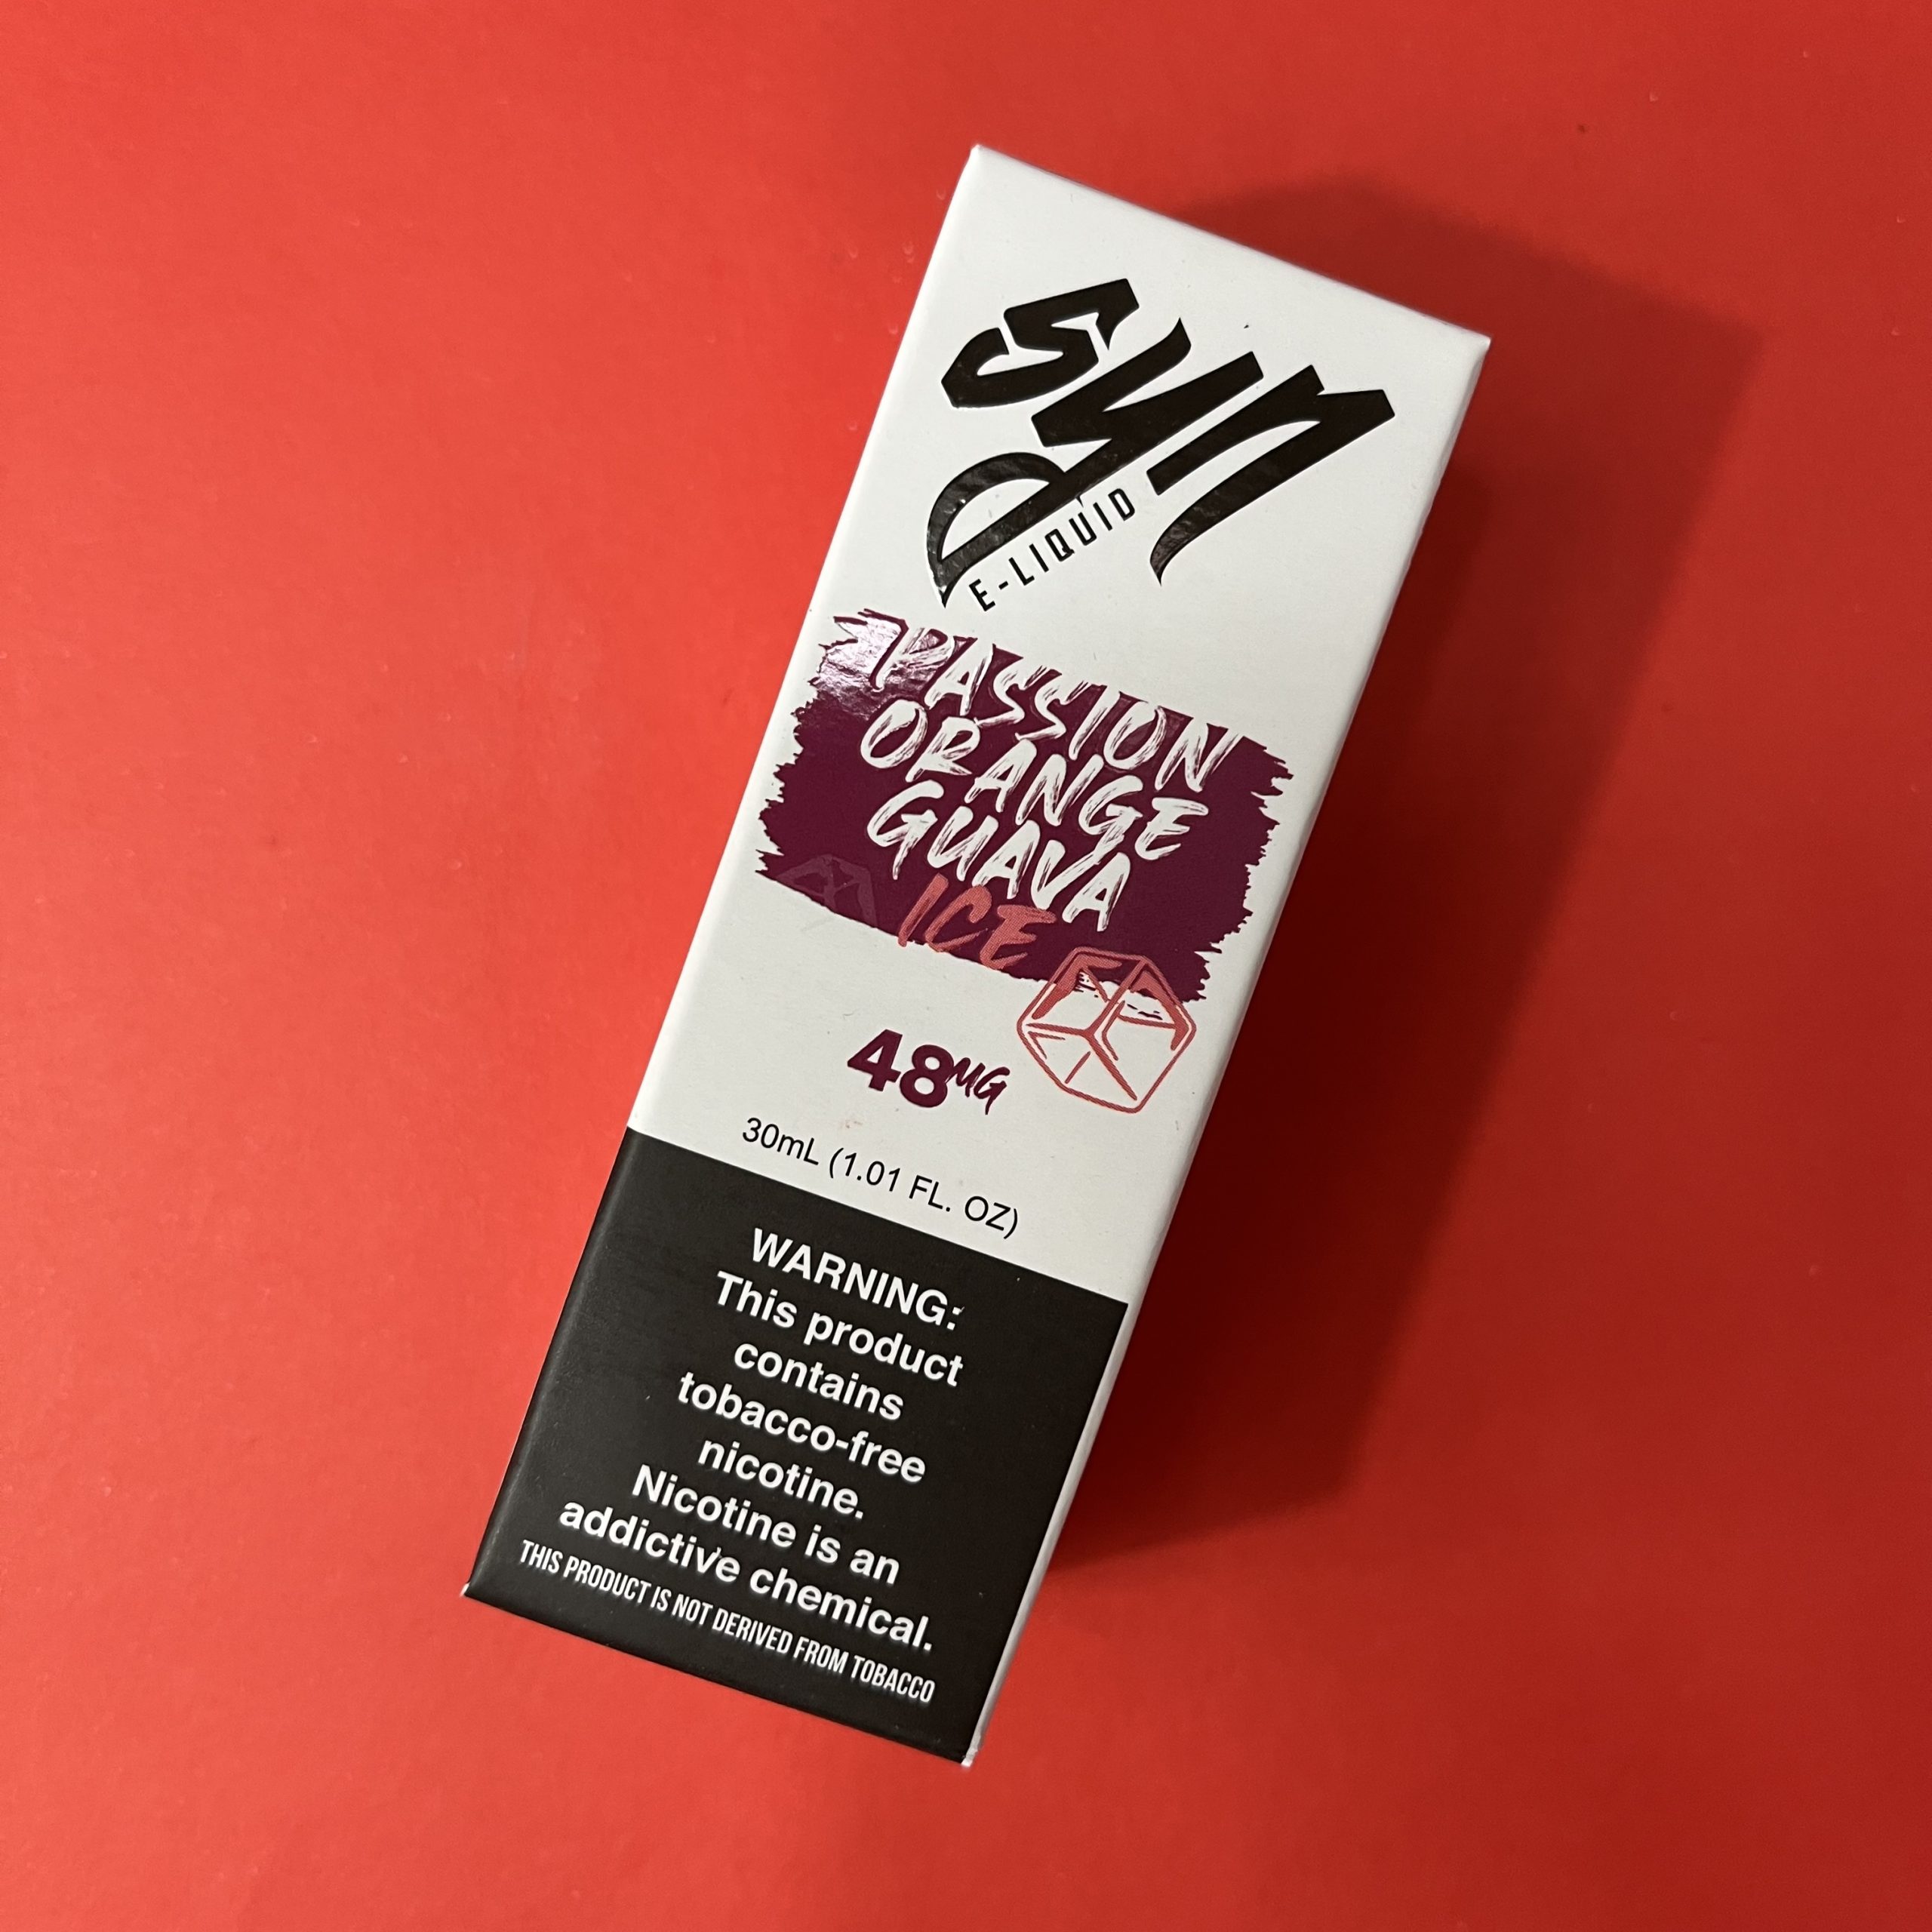 syn
E-LIQUID
PASSION
ORANGE
GUAVA
ICE
48MG
30mL (1.01 FL. OZ)
WARNING:
This product
contains
tobacco-free
nicotine.
Nicotine is an
addictive chemical.
THIS PRODUCT IS NOT DERIVED FROM TOBACCO